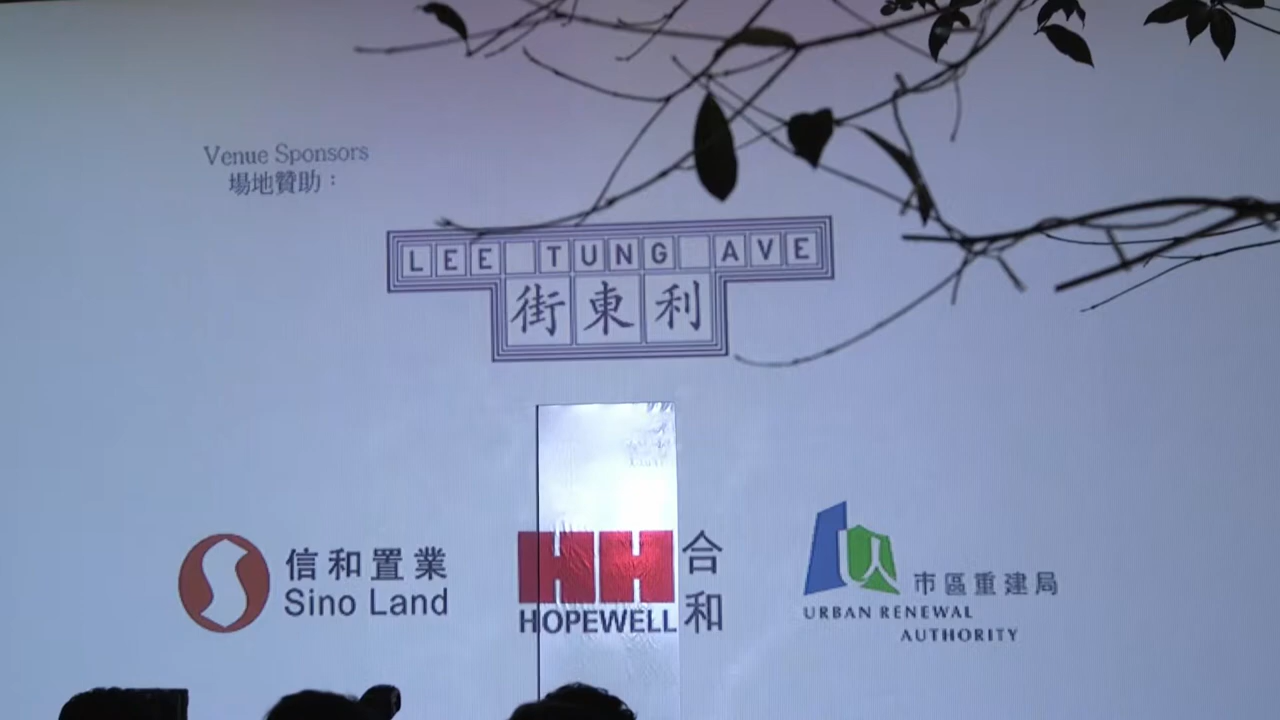 Venue Sponsors
場地贊助：
LEE TUNG AVE
街東利
信和置業
Sino Land
HH
HOPEWELL
合
和
市區重建局
URBAN RENEWAL
AUTHORITY